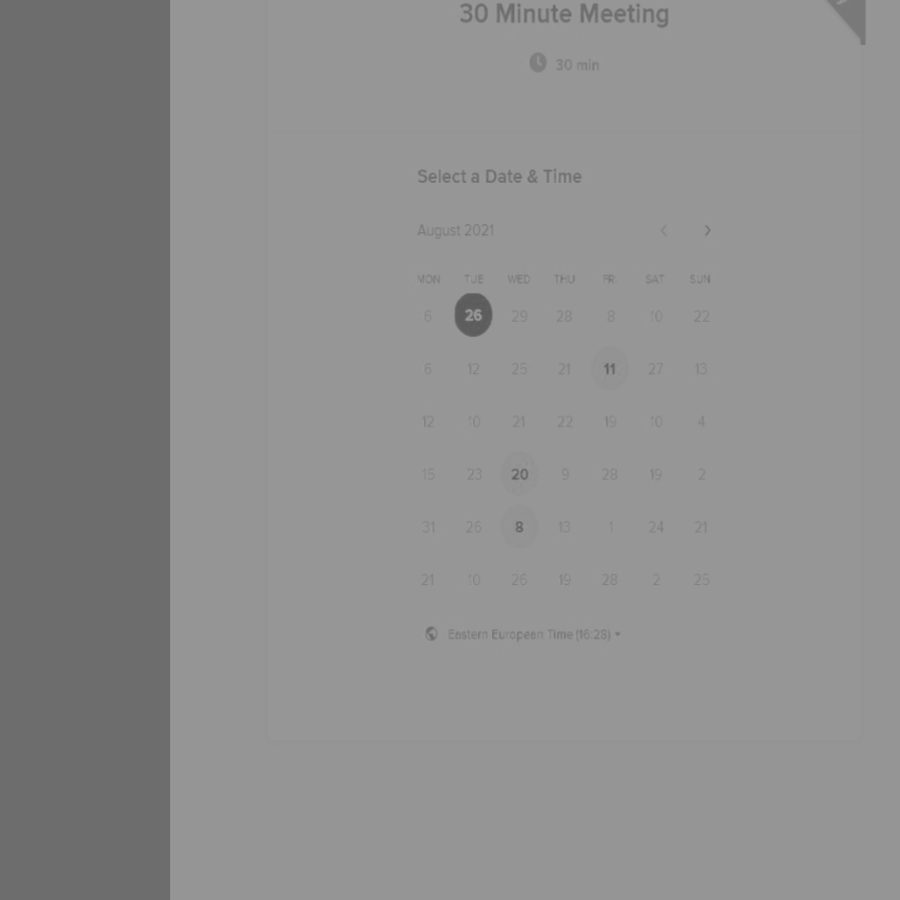 30 Minute Meeting
30 min
Select a Date & Time
August 2021
MON TUE WED THU FR SAT SUN
6 26 29 28 8 10 22
6 12 25 21 11 27 13
12 10 21 22 19 10 4
15 23 20 9 28 19 2
31 26 8 13 1 24 21
21 10 26 19 28 2 25
Eastern European Time (16:28)